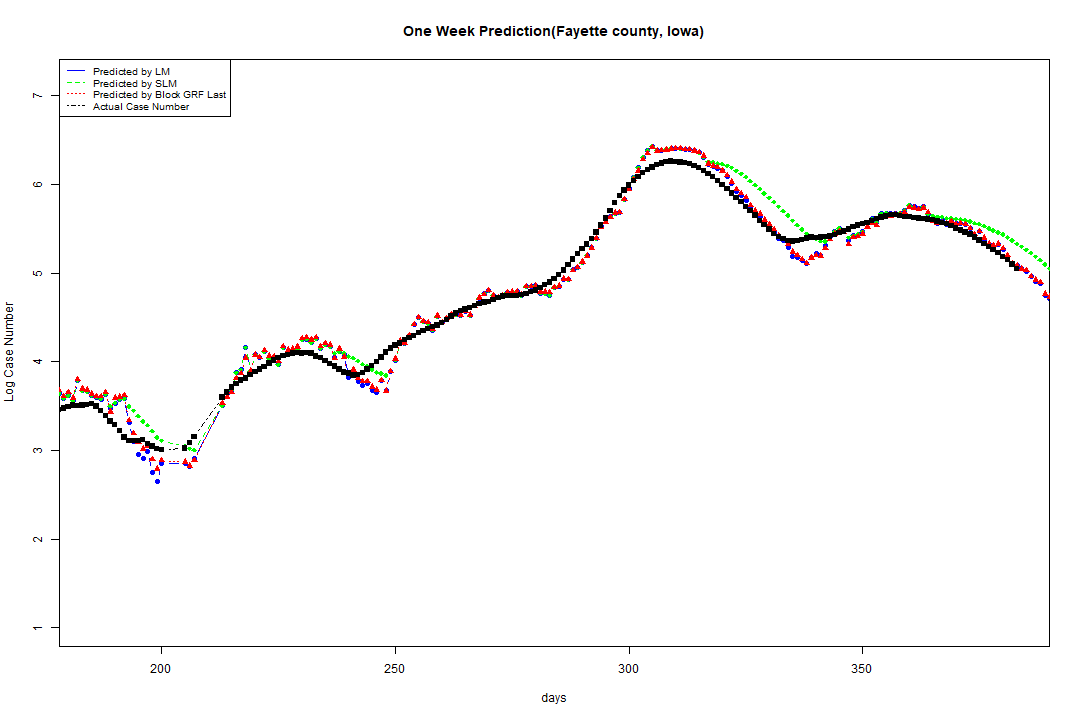 One Week Prediction(Fayette county, Iowa)
Predicted by LM
Predicted by SLM
Predicted by Block GRF Last
Actual Case Number
7
6
5
4
3
2
1
Log Case Number
200 250 300 350
days